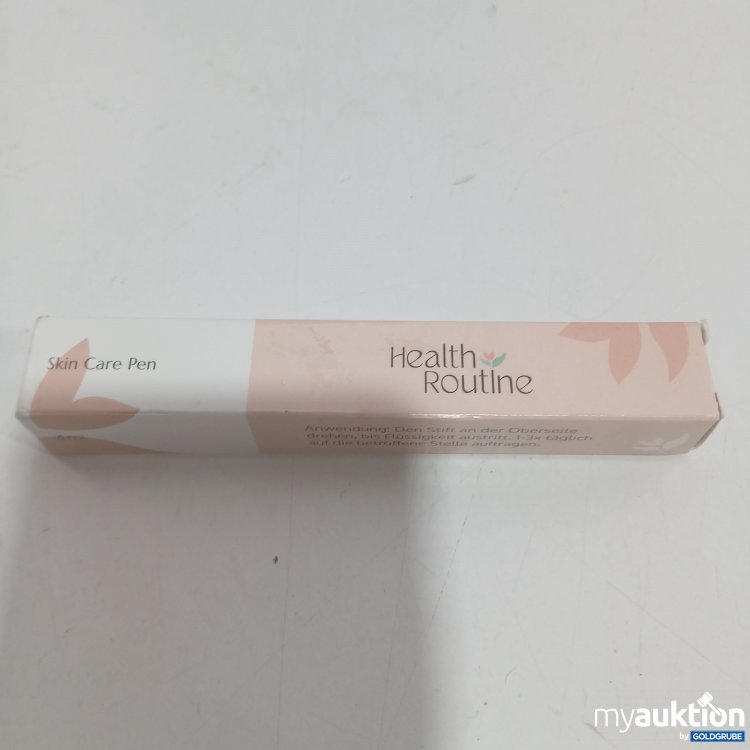 Skin Care Pen
Health
Routine
4ml
Anwendung: Den Stift an der Oberseite
drehen, bis Flüssigkeit austritt. 1-3x täglich
auf die betroffene Stelle auftragen.
myauktion
by GOLDGRUBE